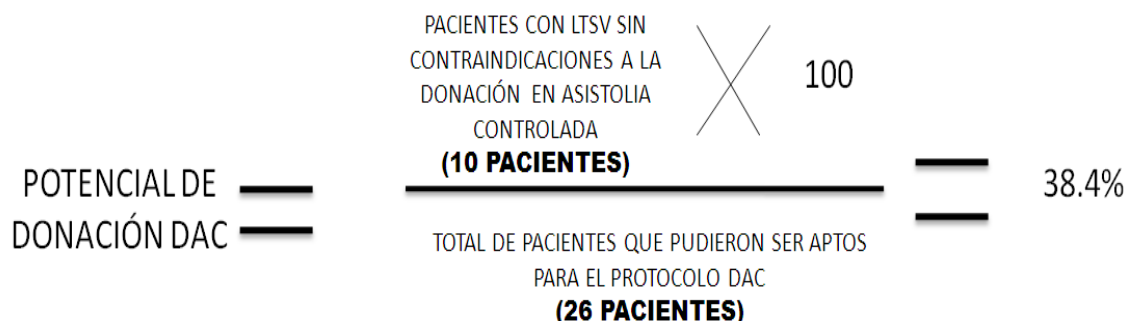 POTENCIAL DE
DONACIÓN DAC
PACIENTES CON LTSV SIN
CONTRAINDICACIONES A LA
DONACIÓN EN ASISTOLIA
CONTROLADA
(10 PACIENTES)
100
TOTAL DE PACIENTES QUE PUDIERON SER APTOS
PARA EL PROTOCOLO DAC
(26 PACIENTES)
38.4%